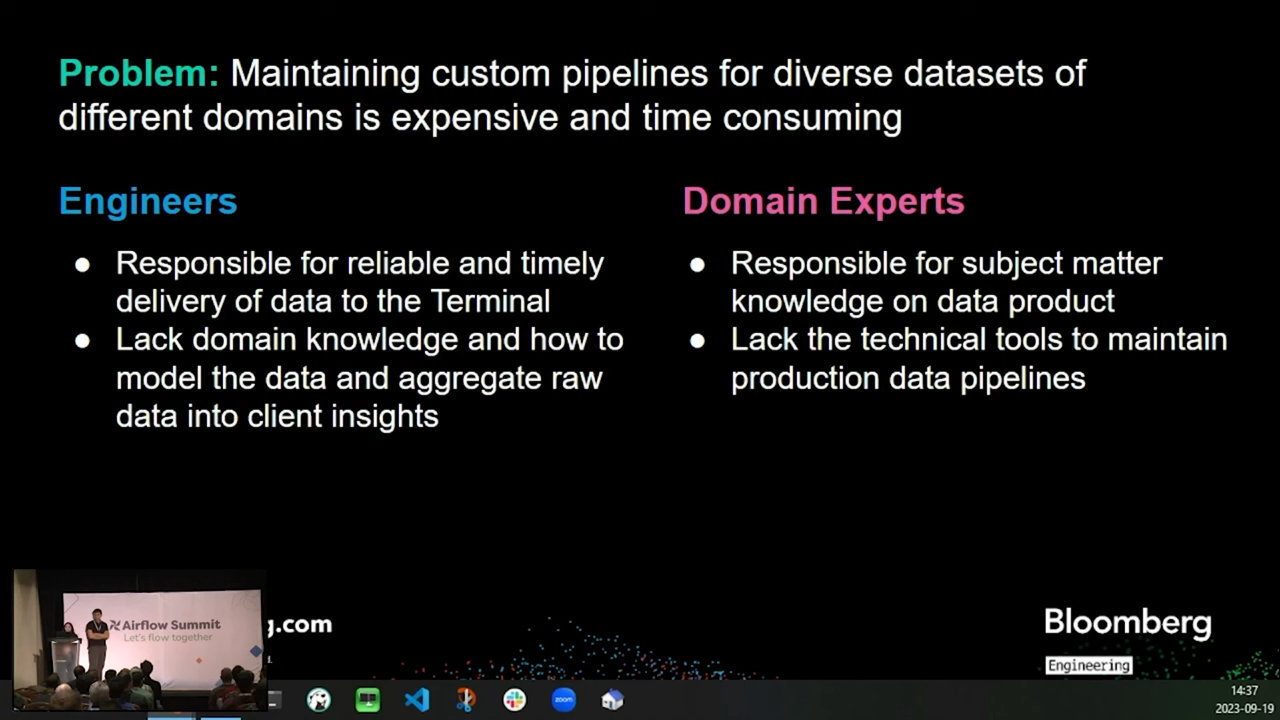 Problem: Maintaining custom pipelines for diverse datasets of
different domains is expensive and time consuming
Engineers
● Responsible for reliable and timely
delivery of data to the Terminal
● Lack domain knowledge and how to
model the data and aggregate raw
data into client insights
Domain Experts
● Responsible for subject matter
knowledge on data product
● Lack the technical tools to maintain
production data pipelines
Airflow Summit
Let's flow together
g.com
Bloomberg
Engineering
zoom
14:37
2023-09-19